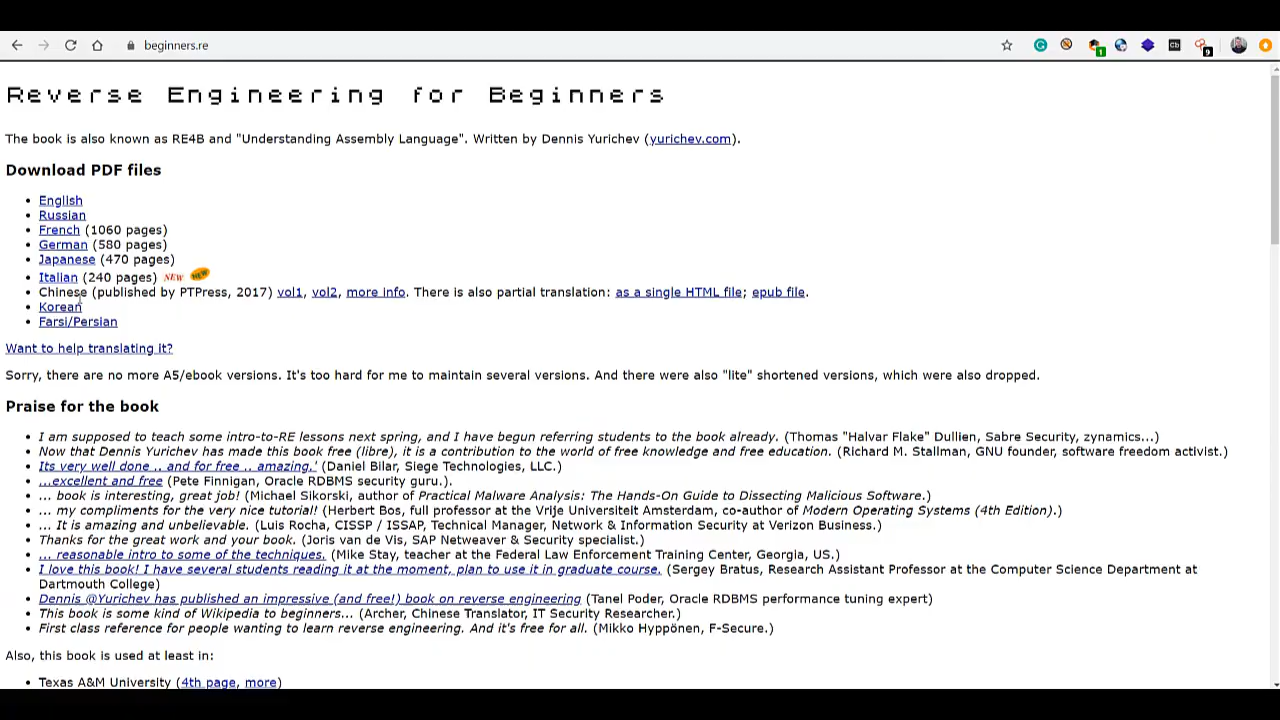 beginners.re
1
Cb
9
Reverse Engineering for Beginners
The book is also known as RE4B and "Understanding Assembly Language". Written by Dennis Yurichev (yurichev.com).
Download PDF files
English
Russian
French (1060 pages)
German (580 pages)
Japanese (470 pages)
Italian (240 pages) NEW NEW
Chinese (published by PTPress, 2017) vol1, vol2, more info. There is also partial translation: as a single HTML file; epub file.
Korean
Farsi/Persian
Want to help translating it?
Sorry, there are no more A5/ebook versions. It's too hard for me to maintain several versions. And there were also "lite" shortened versions, which were also dropped.
Praise for the book
I am supposed to teach some intro-to-RE lessons next spring, and I have begun referring students to the book already. (Thomas "Halvar Flake" Dullien, Sabre Security, zynamics...)
Now that Dennis Yurichev has made this book free (libre), it is a contribution to the world of free knowledge and free education. (Richard M. Stallman, GNU founder, software freedom activist.)
Its very well done .. and for free .. amazing.' (Daniel Bilar, Siege Technologies, LLC.)
...excellent and free (Pete Finnigan, Oracle RDBMS security guru.).
... book is interesting, great job! (Michael Sikorski, author of Practical Malware Analysis: The Hands-On Guide to Dissecting Malicious Software.)
... my compliments for the very nice tutorial! (Herbert Bos, full professor at the Vrije Universiteit Amsterdam, co-author of Modern Operating Systems (4th Edition).)
... It is amazing and unbelievable. (Luis Rocha, CISSP / ISSAP, Technical Manager, Network & Information Security at Verizon Business.)
Thanks for the great work and your book. (Joris van de Vis, SAP Netweaver & Security specialist.)
... reasonable intro to some of the techniques. (Mike Stay, teacher at the Federal Law Enforcement Training Center, Georgia, US.)
I love this book! I have several students reading it at the moment, plan to use it in graduate course. (Sergey Bratus, Research Assistant Professor at the Computer Science Department at
Dartmouth College)
Dennis @Yurichev has published an impressive (and free!) book on reverse engineering (Tanel Poder, Oracle RDBMS performance tuning expert)
This book is some kind of Wikipedia to beginners... (Archer, Chinese Translator, IT Security Researcher.)
First class reference for people wanting to learn reverse engineering. And it's free for all. (Mikko Hyppönen, F-Secure.)
Also, this book is used at least in:
Texas A&M University (4th page, more)